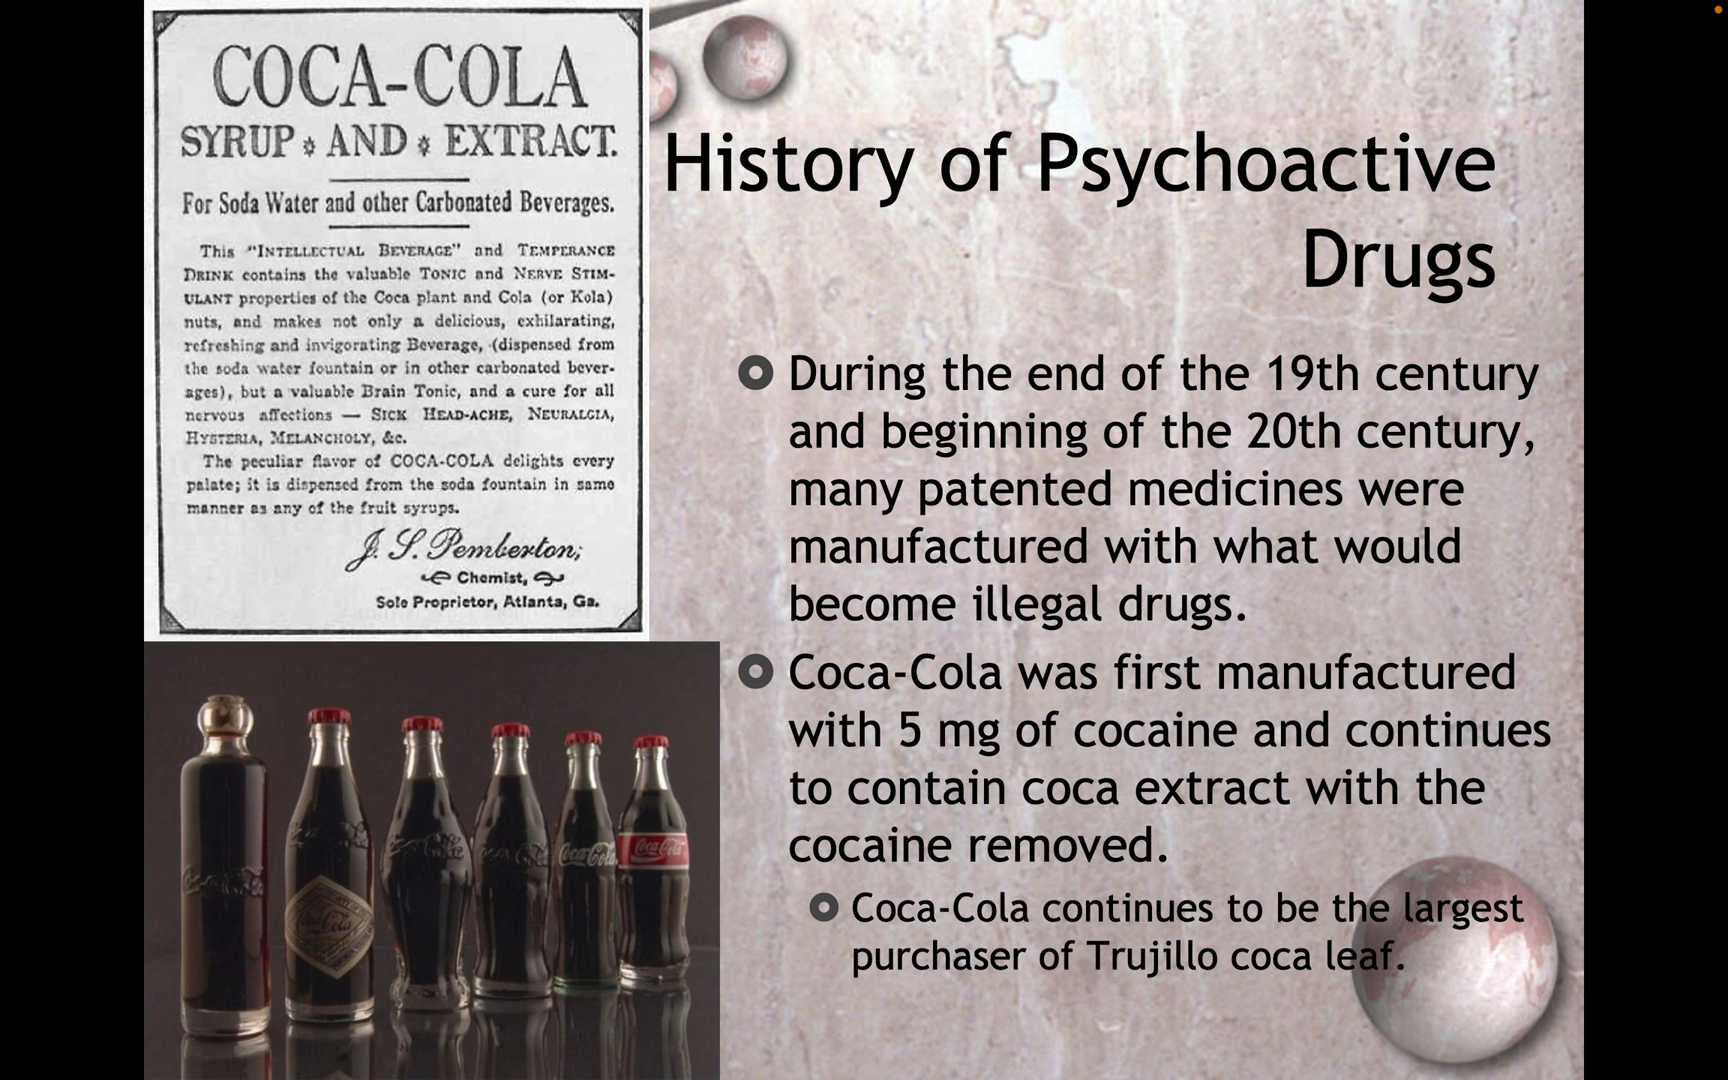 COCA-COLA
SYRUP * AND * EXTRACT.
For Soda Water and other Carbonated Beverages.
This "INTELLECTUAL BEVERAGE" and TEMPERANCE
DRINK contains the valuable TONIC and NERVE STIM-
ULANT properties of the Coca plant and Cola (or Kola)
nuts, and makes not only a delicious, exhilarating,
refreshing and invigorating Beverage, (dispensed from
the soda water fountain or in other carbonated bever-
ages), but a valuable Brain Tonic, and a cure for all
nervous affections — SICK HEAD-ACHE, NEURALGIA,
HYSTERIA, MELANCHOLY, &c.
The peculiar flavor of COCA-COLA delights every
palate; it is dispensed from the soda fountain in same
manner as any of the fruit syrups.
J. S. Pemberton;
Chemist,
Sole Proprietor, Atlanta, Ga.
History of Psychoactive
Drugs
During the end of the 19th century
and beginning of the 20th century,
many patented medicines were
manufactured with what would
become illegal drugs.
Coca-Cola was first manufactured
with 5 mg of cocaine and continues
to contain coca extract with the
cocaine removed.
Coca-Cola continues to be the largest
purchaser of Trujillo coca leaf.
Coca-Cola
Coca-Cola
Coca-Cola
Coca-Cola